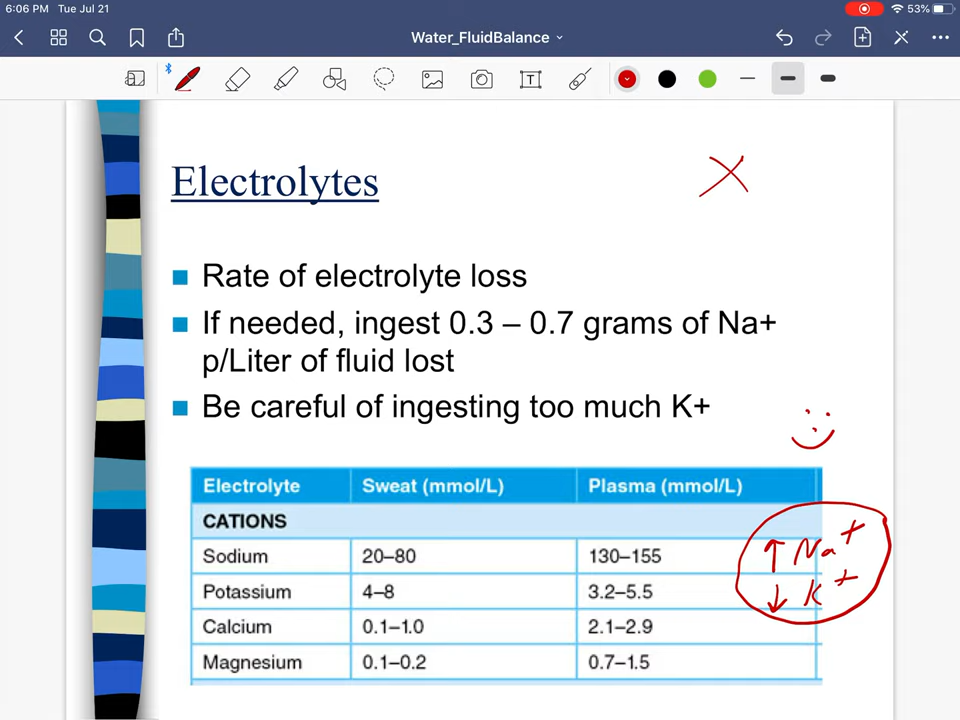 6:06 PM Tue Jul 21
53%
Water_FluidBalance
Electrolytes
Rate of electrolyte loss
If needed, ingest 0.3 – 0.7 grams of Na+
p/Liter of fluid lost
Be careful of ingesting too much K+
Electrolyte Sweat (mmol/L) Plasma (mmol/L)
CATIONS
Sodium 20–80 130–155
↑ Na+
Potassium 4–8 3.2–5.5
↓ K+
Calcium 0.1–1.0 2.1–2.9
Magnesium 0.1–0.2 0.7–1.5